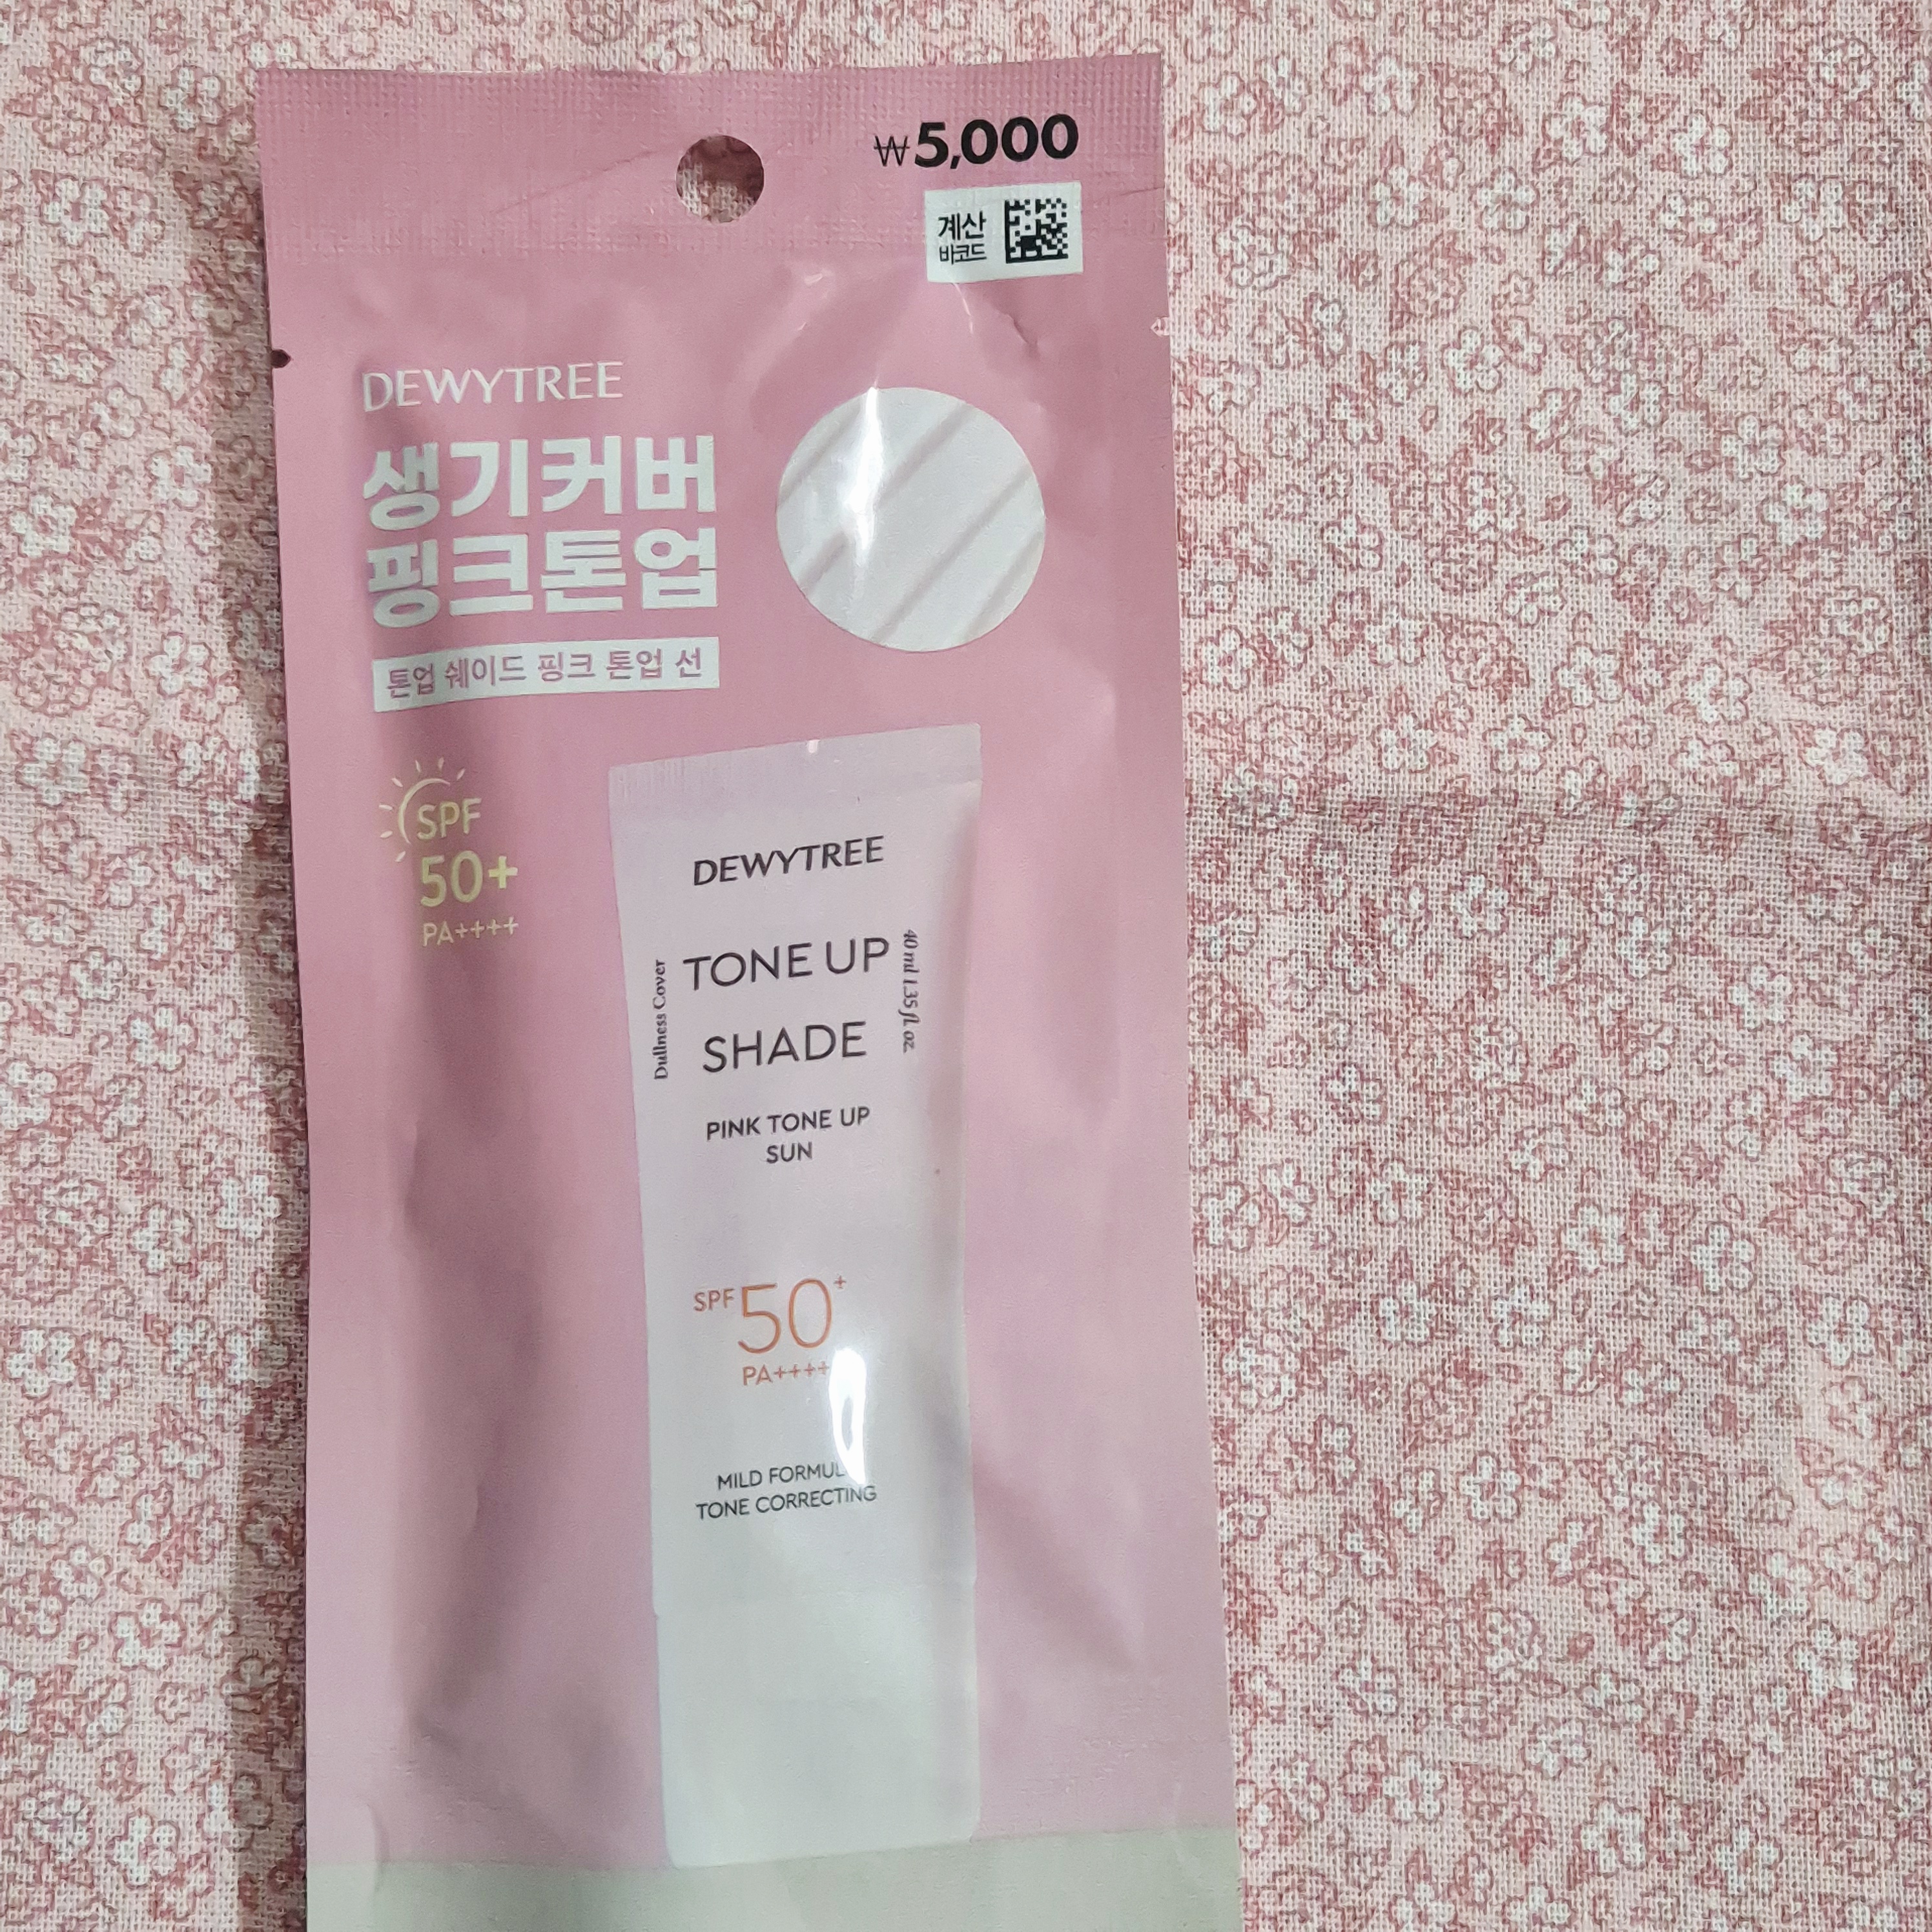 ₩5,000
계산
바코드
DEWYTREE
생기커버
핑크톤업
톤업 쉐이드 핑크 톤업 선
SPF
50+
PA++++
DEWYTREE
Dullness Cover
TONE UP
SHADE
40 ml 1.35 fl. oz.
PINK TONE UP
SUN
SPF 50+
PA++++
MILD
TONE CORRECTING